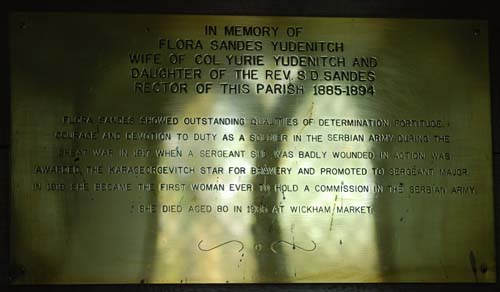 IN MEMORY OF
FLORA SANDES YUDENITCH
WIFE OF COL YURIE YUDENITCH AND
DAUGHTER OF THE REV. S.D. SANDES
RECTOR OF THIS PARISH 1885-1894
FLORA SANDES SHOWED OUTSTANDING QUALITIES OF DETERMINATION, FORTITUDE,
COURAGE AND DEVOTION TO DUTY AS A SOLDIER IN THE SERBIAN ARMY DURING THE
GREAT WAR. IN 1917 WHEN A SERGEANT SHE WAS BADLY WOUNDED IN ACTION, WAS
AWARDED THE KARAGEORGEVITCH STAR FOR BRAVERY AND PROMOTED TO SERGEANT MAJOR.
IN SHE BECAME THE FIRST WOMAN EVER TO HOLD A COMMISSION IN THE SERBIAN ARMY.
SHE DIED AGED 80 IN AT WICKHAM MARKET